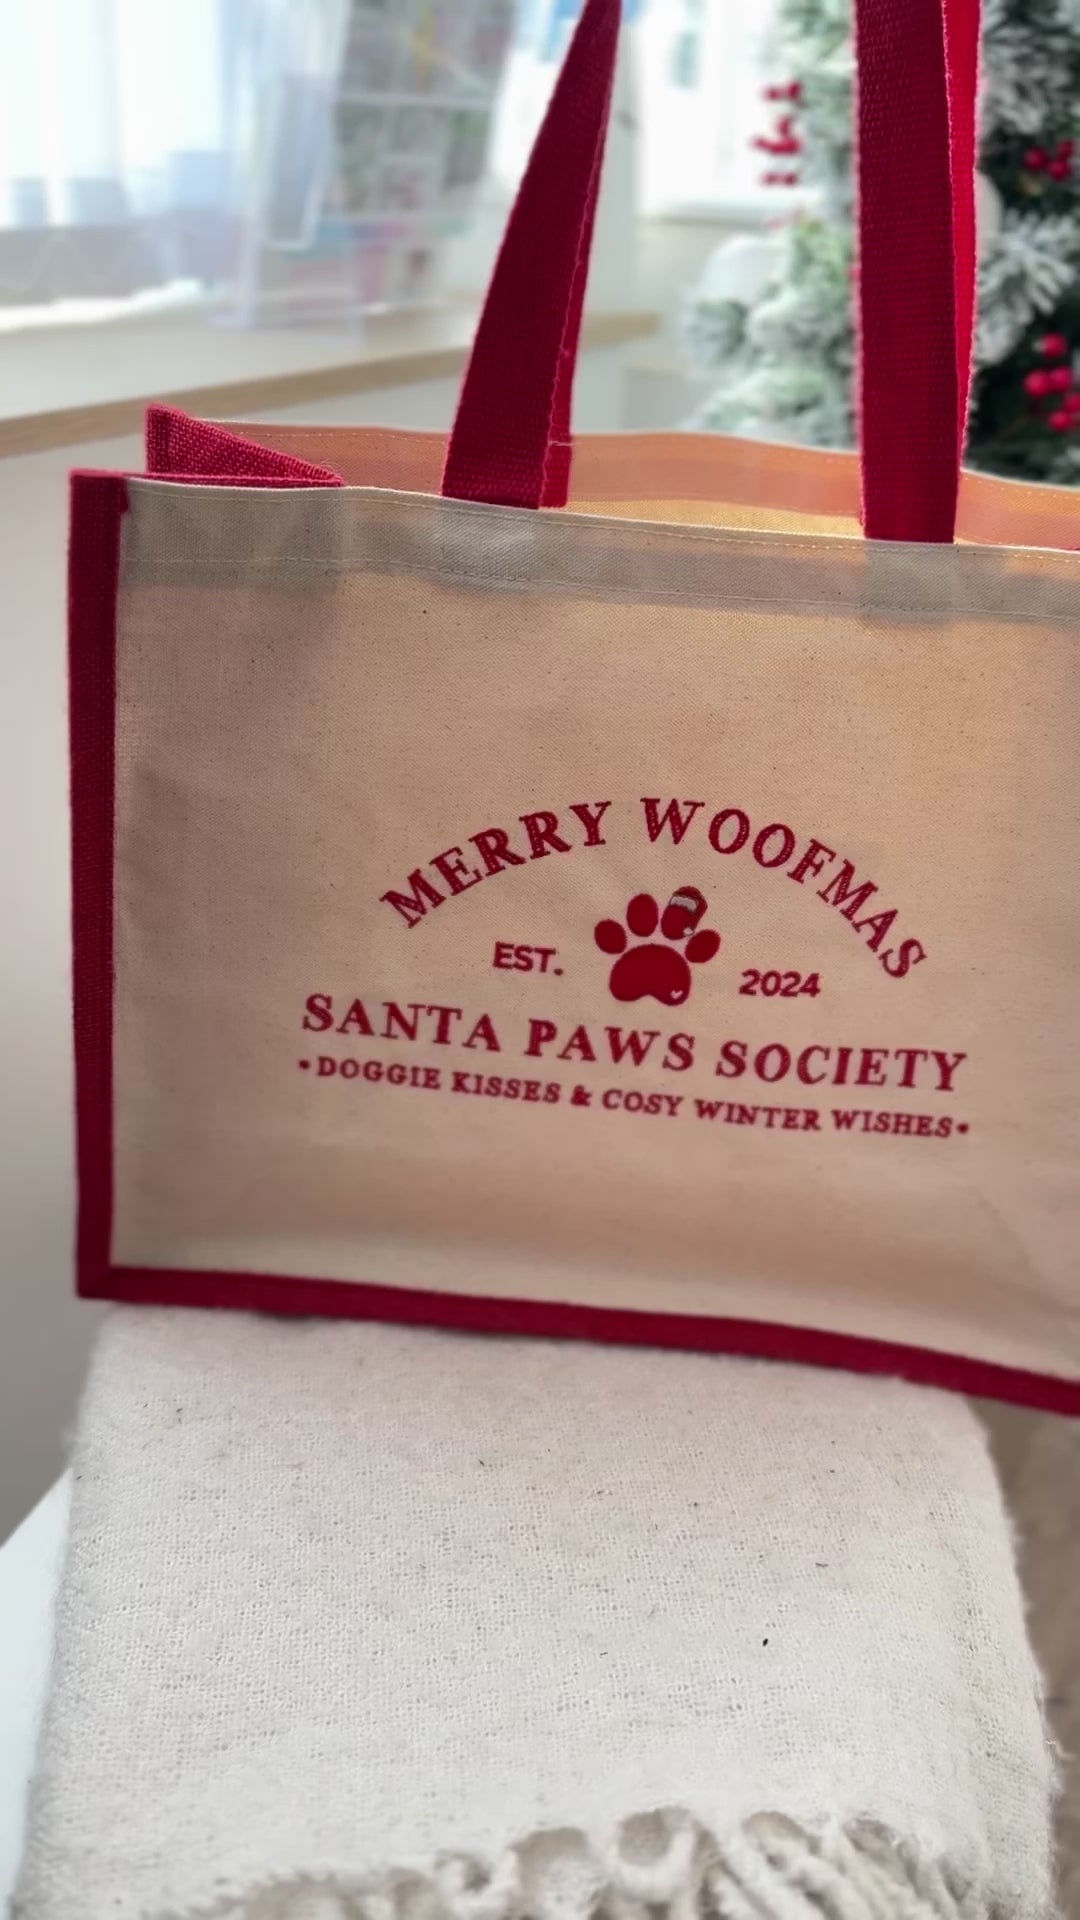 MERRY WOOFMAS
EST. 2024
SANTA PAWS SOCIETY
•DOGGIE KISSES & COSY WINTER WISHES•